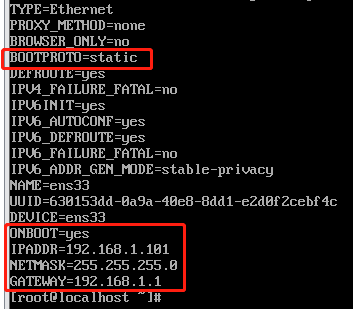 TYPE=Ethernet
PROXY_METHOD=none
BROWSER_ONLY=no
BOOTPROTO=static
DEFROUTE=yes
IPV4_FAILURE_FATAL=no
IPV6INIT=yes
IPV6_AUTOCONF=yes
IPV6_DEFROUTE=yes
IPV6_FAILURE_FATAL=no
IPV6_ADDR_GEN_MODE=stable-privacy
NAME=ens33
UUID=630153dd-0a9a-40e8-8dd1-e2d0f2cebf4c
DEVICE=ens33
ONBOOT=yes
IPADDR=192.168.1.101
NETMASK=255.255.255.0
GATEWAY=192.168.1.1
[root@localhost ~]#